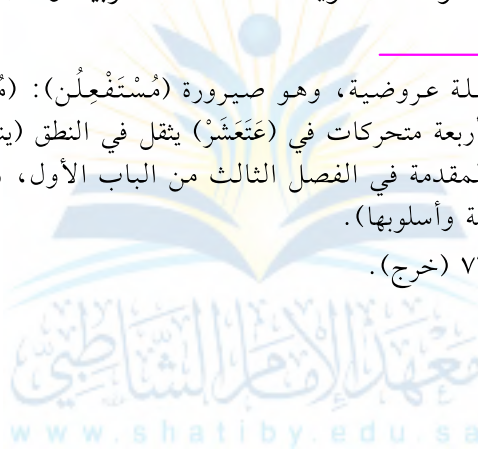 لة عروضية، وهو صيرورة (مُسْتَفْعِلُن): (
أربعة متحركات في (عَتَعَشَرْ) يثقل في النطق (ين
لمقدمة في الفصل الثالث من الباب الأول،
ة وأسلوبها).
(خرج).
معهد الإمام الشاطبي
www.shatiby.edu.sa